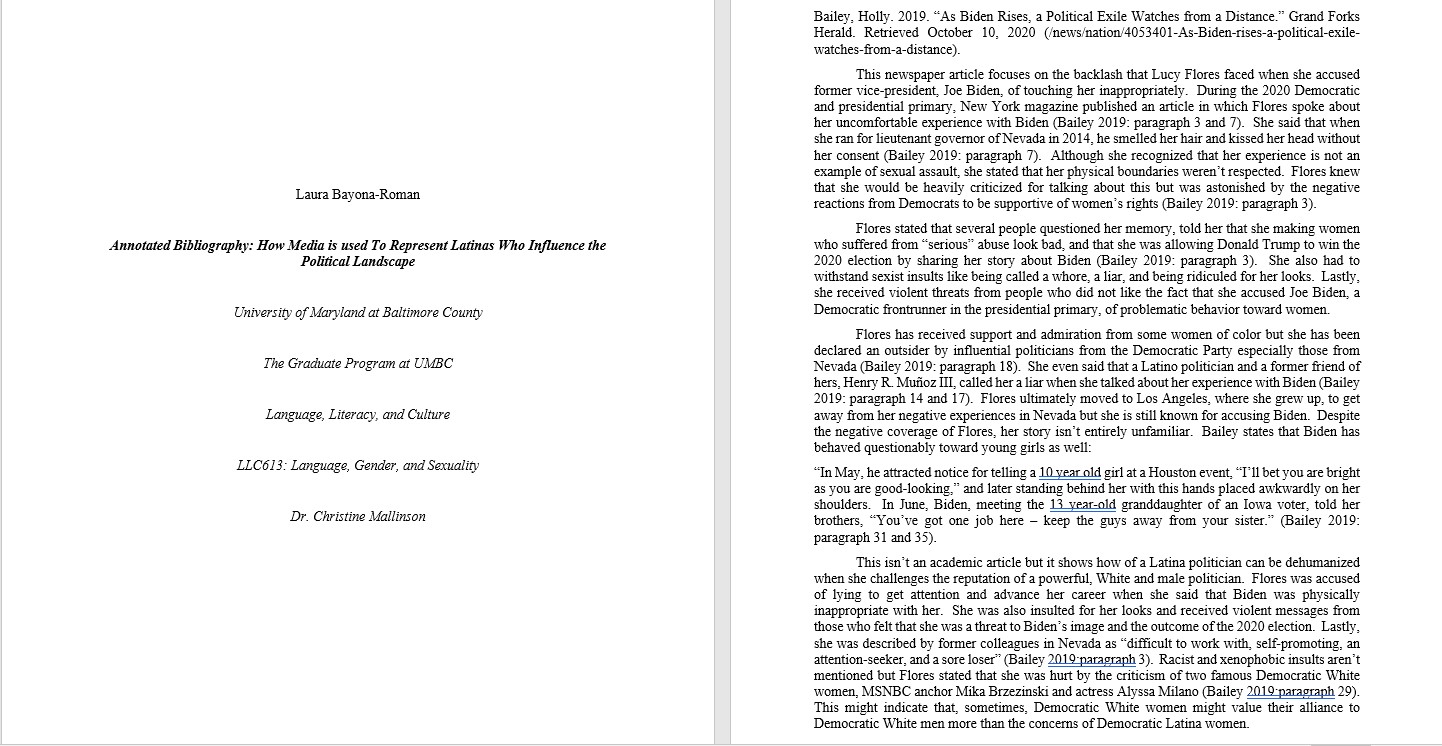 Laura Bayona-Roman
Annotated Bibliography: How Media is used To Represent Latinas Who Influence the
Political Landscape
University of Maryland at Baltimore County
The Graduate Program at UMBC
Language, Literacy, and Culture
LLC613: Language, Gender, and Sexuality
Dr. Christine Mallinson
Bailey, Holly. 2019. “As Biden Rises, a Political Exile Watches from a Distance.” Grand Forks
Herald. Retrieved October 10, 2020 (/news/nation/4053401-As-Biden-rises-a-political-exile-
watches-from-a-distance).
This newspaper article focuses on the backlash that Lucy Flores faced when she accused
former vice-president, Joe Biden, of touching her inappropriately. During the 2020 Democratic
and presidential primary, New York magazine published an article in which Flores spoke about
her uncomfortable experience with Biden (Bailey 2019: paragraph 3 and 7). She said that when
she ran for lieutenant governor of Nevada in 2014, he smelled her hair and kissed her head without
her consent (Bailey 2019: paragraph 7). Although she recognized that her experience is not an
example of sexual assault, she stated that her physical boundaries weren’t respected. Flores knew
that she would be heavily criticized for talking about this but was astonished by the negative
reactions from Democrats to be supportive of women’s rights (Bailey 2019: paragraph 3).
Flores stated that several people questioned her memory, told her that she making women
who suffered from “serious” abuse look bad, and that she was allowing Donald Trump to win the
2020 election by sharing her story about Biden (Bailey 2019: paragraph 3). She also had to
withstand sexist insults like being called a whore, a liar, and being ridiculed for her looks. Lastly,
she received violent threats from people who did not like the fact that she accused Joe Biden, a
Democratic frontrunner in the presidential primary, of problematic behavior toward women.
Flores has received support and admiration from some women of color but she has been
declared an outsider by influential politicians from the Democratic Party especially those from
Nevada (Bailey 2019: paragraph 18). She even said that a Latino politician and a former friend of
hers, Henry R. Muñoz III, called her a liar when she talked about her experience with Biden (Bailey
2019: paragraph 14 and 17). Flores ultimately moved to Los Angeles, where she grew up, to get
away from her negative experiences in Nevada but she is still known for accusing Biden. Despite
the negative coverage of Flores, her story isn’t entirely unfamiliar. Bailey states that Biden has
behaved questionably toward young girls as well:
“In May, he attracted notice for telling a 10 year old girl at a Houston event, “I’ll bet you are bright
as you are good-looking,” and later standing behind her with this hands placed awkwardly on her
shoulders. In June, Biden, meeting the 13 year-old granddaughter of an Iowa voter, told her
brothers, “You’ve got one job here – keep the guys away from your sister.” (Bailey 2019:
paragraph 31 and 35).
This isn’t an academic article but it shows how of a Latina politician can be dehumanized
when she challenges the reputation of a powerful, White and male politician. Flores was accused
of lying to get attention and advance her career when she said that Biden was physically
inappropriate with her. She was also insulted for her looks and received violent messages from
those who felt that she was a threat to Biden’s image and the outcome of the 2020 election. Lastly,
she was described by former colleagues in Nevada as “difficult to work with, self-promoting, an
attention-seeker, and a sore loser” (Bailey 2019:paragraph 3). Racist and xenophobic insults aren’t
mentioned but Flores stated that she was hurt by the criticism of two famous Democratic White
women, MSNBC anchor Mika Brzezinski and actress Alyssa Milano (Bailey 2019:paragraph 29).
This might indicate that, sometimes, Democratic White women might value their alliance to
Democratic White men more than the concerns of Democratic Latina women.